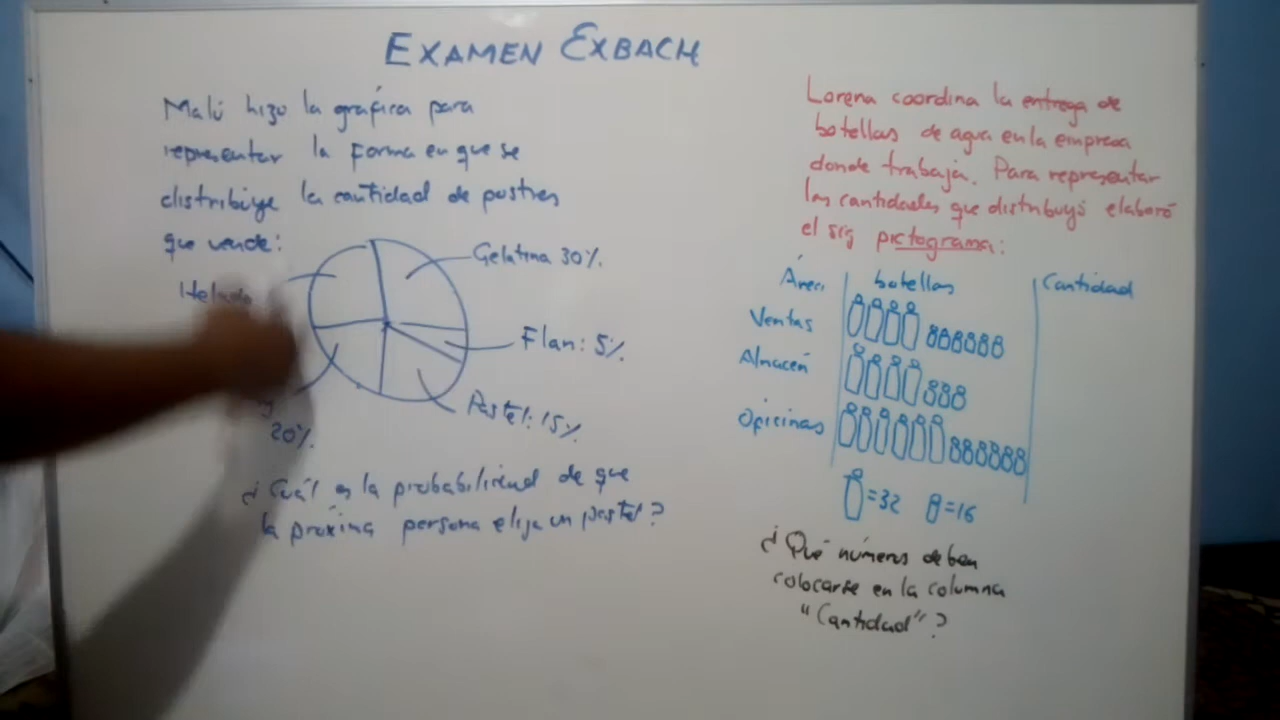 EXAMEN EXBACH
Malú hizo la gráfica para
representar la forma en que se
distribuye la cantidad de postres
que vende:
Helado
Gelatina 30%.
Flan: 5%
Pastel: 15%
20%.
¿Cuál es la probabilidad de que
la próxima persona elija un pastel?
Lorena coordina la entrega de
botellas de agua en la empresa
donde trabaja. Para representar
las cantidades que distribuyó elaboró
el sig pictograma:
Área botellas Cantidad
Ventas
Almacén
Oficinas
=32 =16
¿Qué números deben
colocarse en la columna
"Cantidad"?